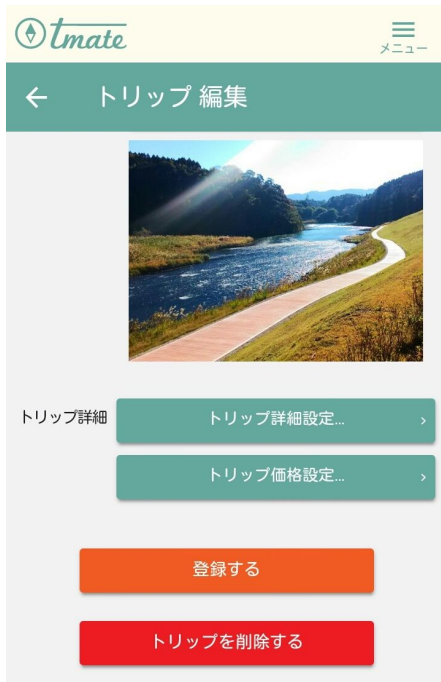 tmate
メニュー
← トリップ 編集
トリップ詳細
トリップ詳細設定... ›
トリップ価格設定... ›
登録する
トリップを削除する